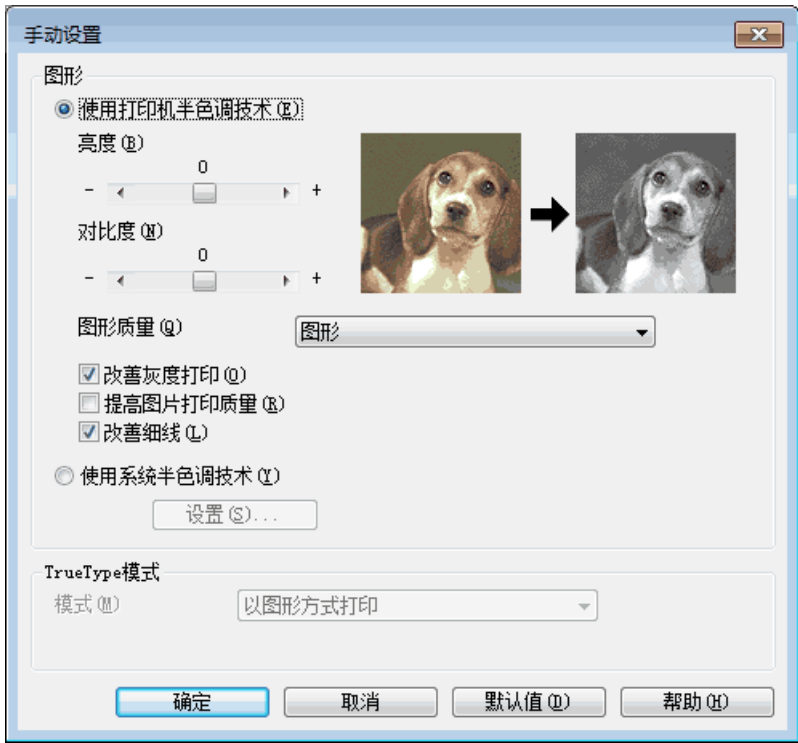 手动设置
图形
使用打印机半色调技术(E)
亮度(B)
0
- +
对比度(N)
0
- +
图形质量(Q) 图形
改善灰度打印(O)
提高图片打印质量(R)
改善细线(L)
使用系统半色调技术(Y)
设置(S)...
TrueType模式
模式(M) 以图形方式打印
确定 取消 默认值(D) 帮助(H)